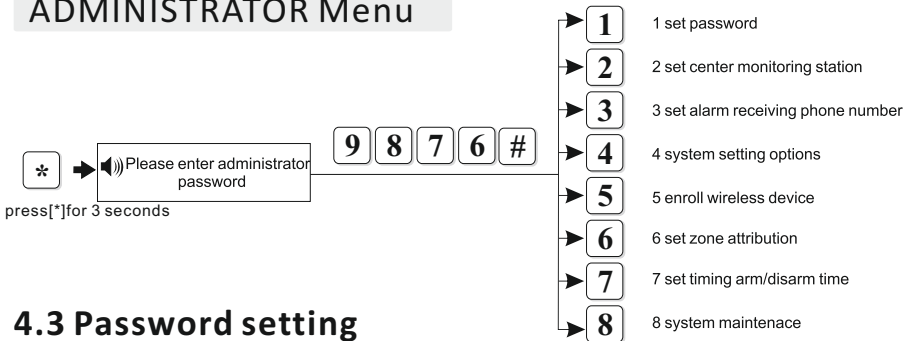 ADMINISTRATOR Menu
1 1 set password
2 2 set center monitoring station
3 3 set alarm receiving phone number
* Please enter administrator
password
9 8 7 6 #
4 4 system setting options
press[*]for 3 seconds
5 5 enroll wireless device
6 6 set zone attribution
7 7 set timing arm/disarm time
8 8 system maintenace
4.3 Password setting